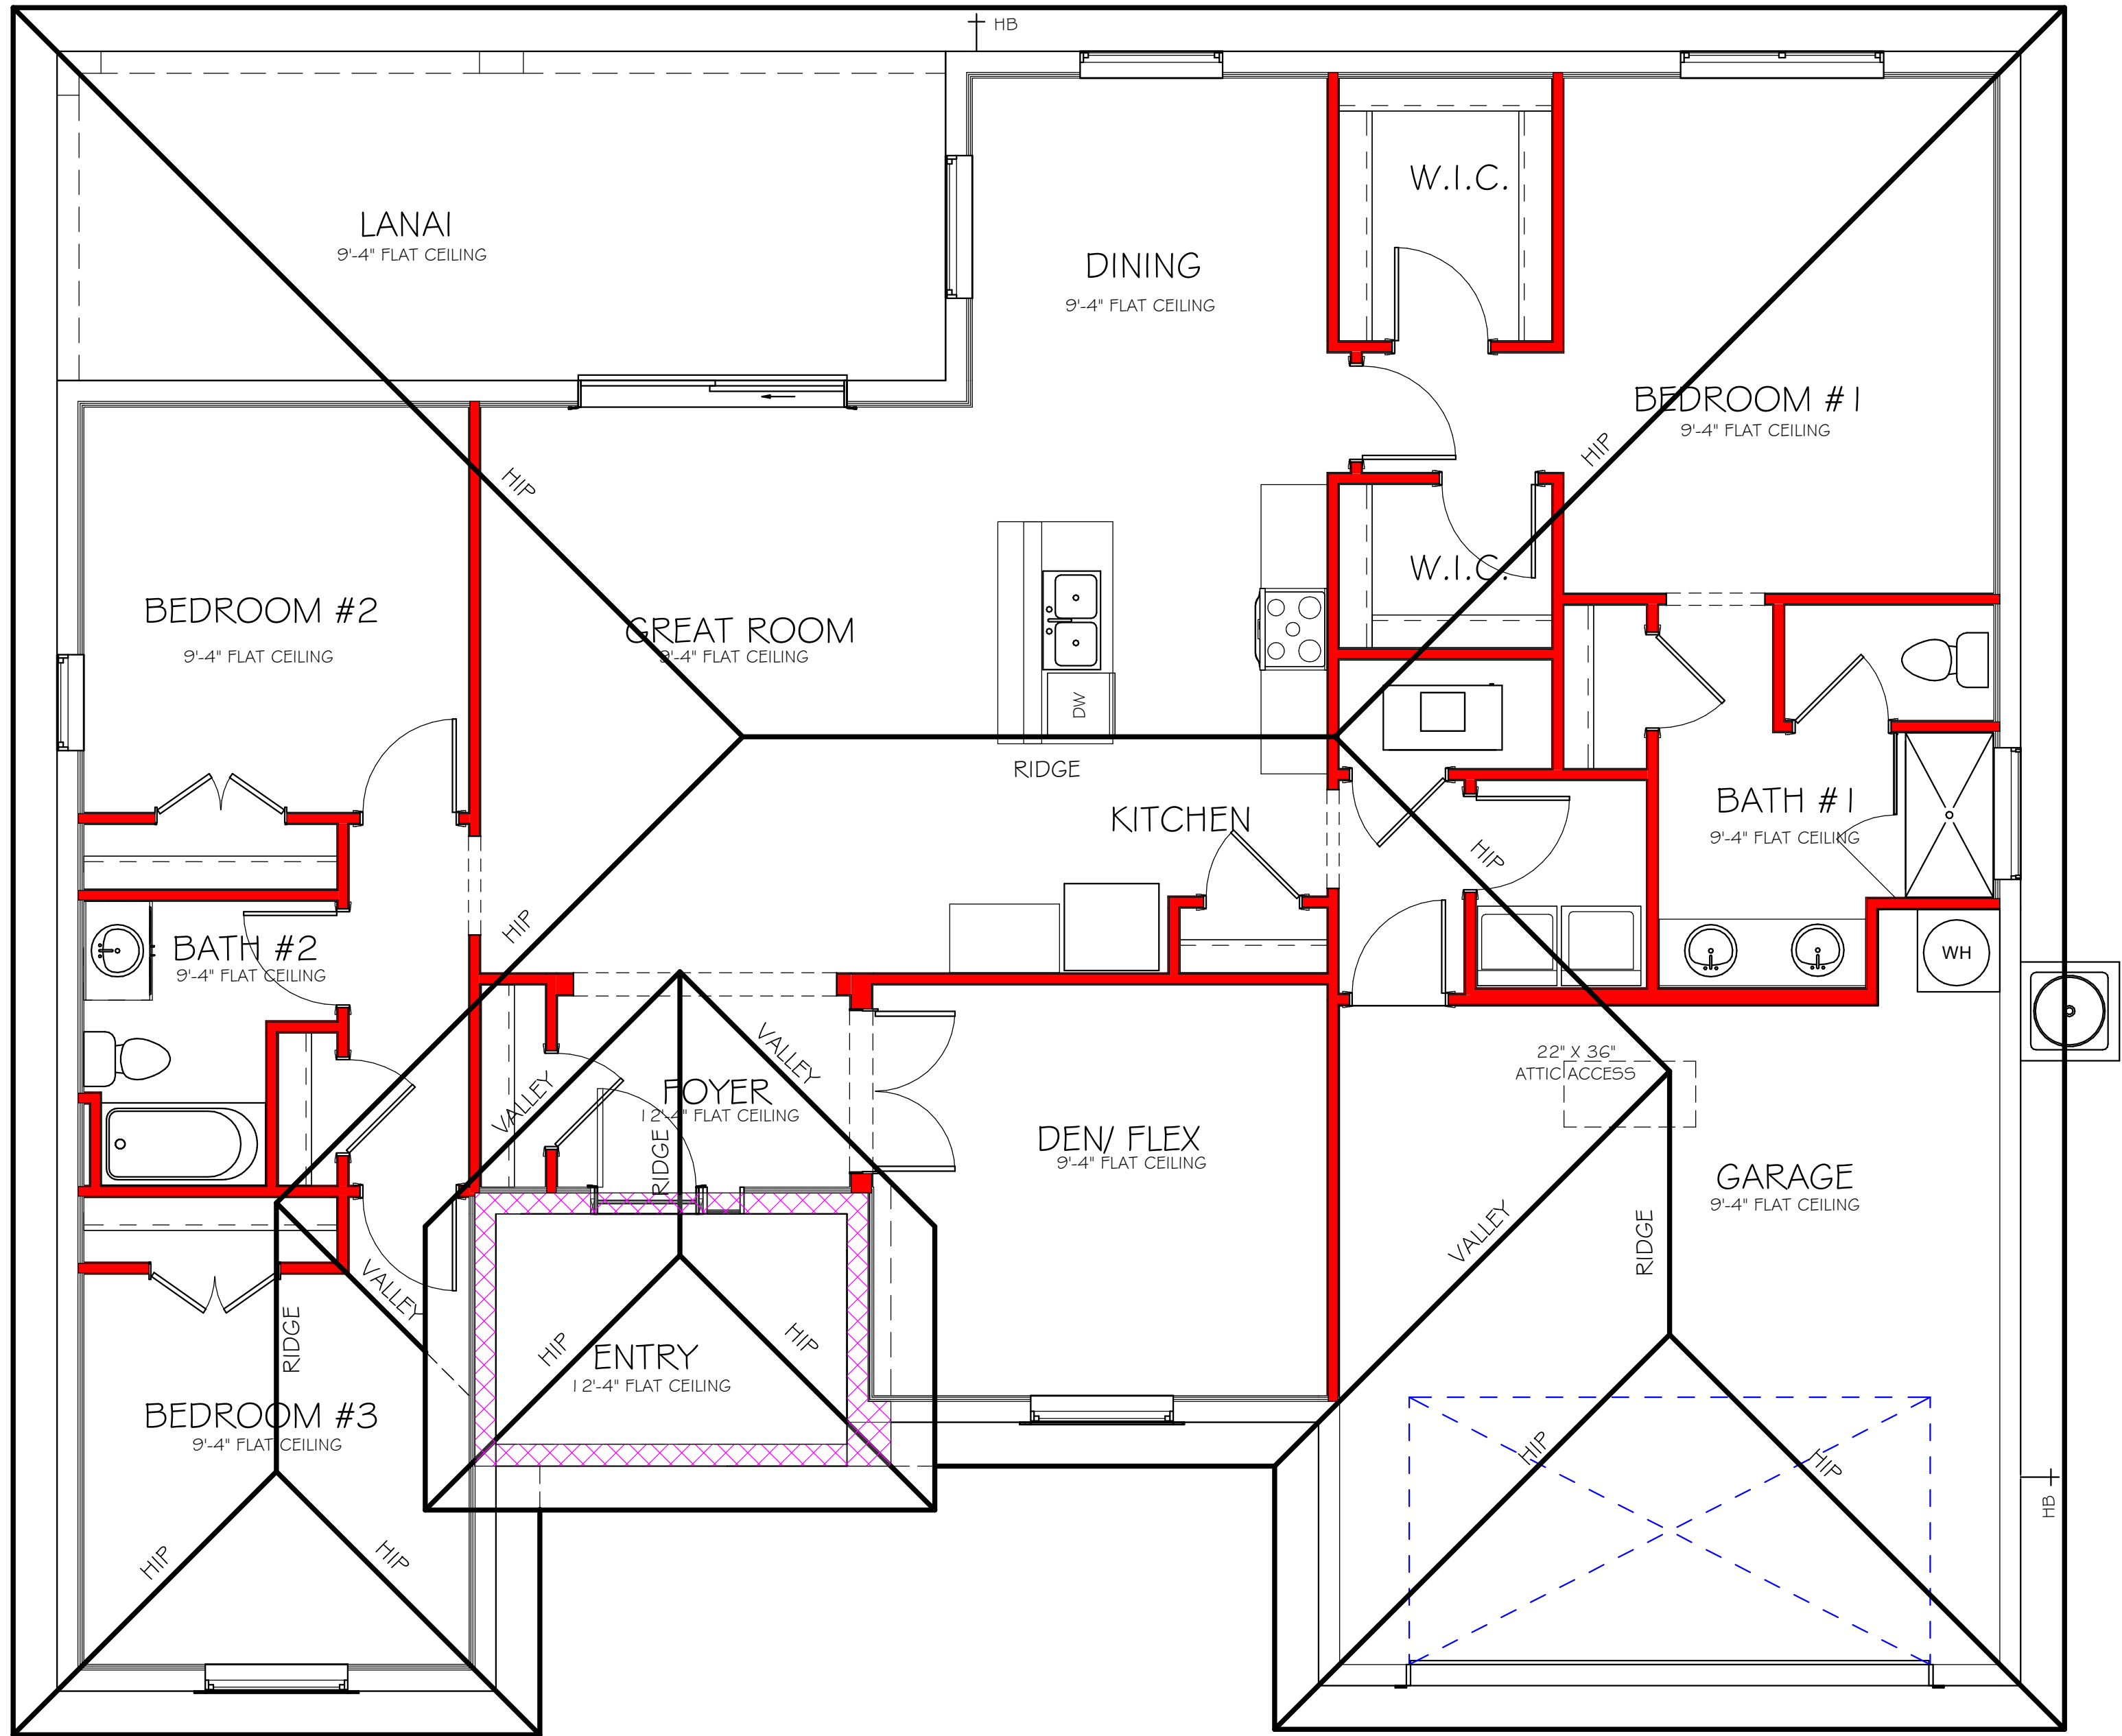 HB
W.I.C.
LANAI
9'-4" FLAT CEILING
DINING
9'-4" FLAT CEILING
BEDROOM #1
9'-4" FLAT CEILING
HIP
HIP
W.I.C.
BEDROOM #2
9'-4" FLAT CEILING
GREAT ROOM
9'-4" FLAT CEILING
DW
RIDGE
KITCHEN
BATH #1
9'-4" FLAT CEILING
HIP
HIP
BATH #2
9'-4" FLAT CEILING
WH
VALLEY
VALLEY
FOYER
12'-4" FLAT CEILING
RIDGE
22" X 36"
ATTIC ACCESS
DEN/ FLEX
9'-4" FLAT CEILING
GARAGE
9'-4" FLAT CEILING
VALLEY
RIDGE
VALLEY
RIDGE
HIP
HIP
ENTRY
12'-4" FLAT CEILING
BEDROOM #3
9'-4" FLAT CEILING
HIP
HIP
HB
HIP
HIP